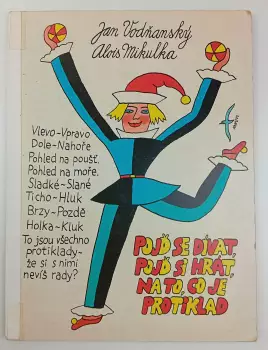 Jan Vodňanský
Alois Mikulka
Vlevo-Vpravo
Dole-Nahoře
Pohled na poušť.
Pohled na moře.
Sladké-Slané
Ticho-Hluk
Brzy-Pozdě
Holka-Kluk
To jsou všechno
protiklady-
že si s nimi
nevíš rady?
POJĎ SE DÍVAT,
POJĎ SI HRÁT,
NA TO, CO JE
PROTIKLAD